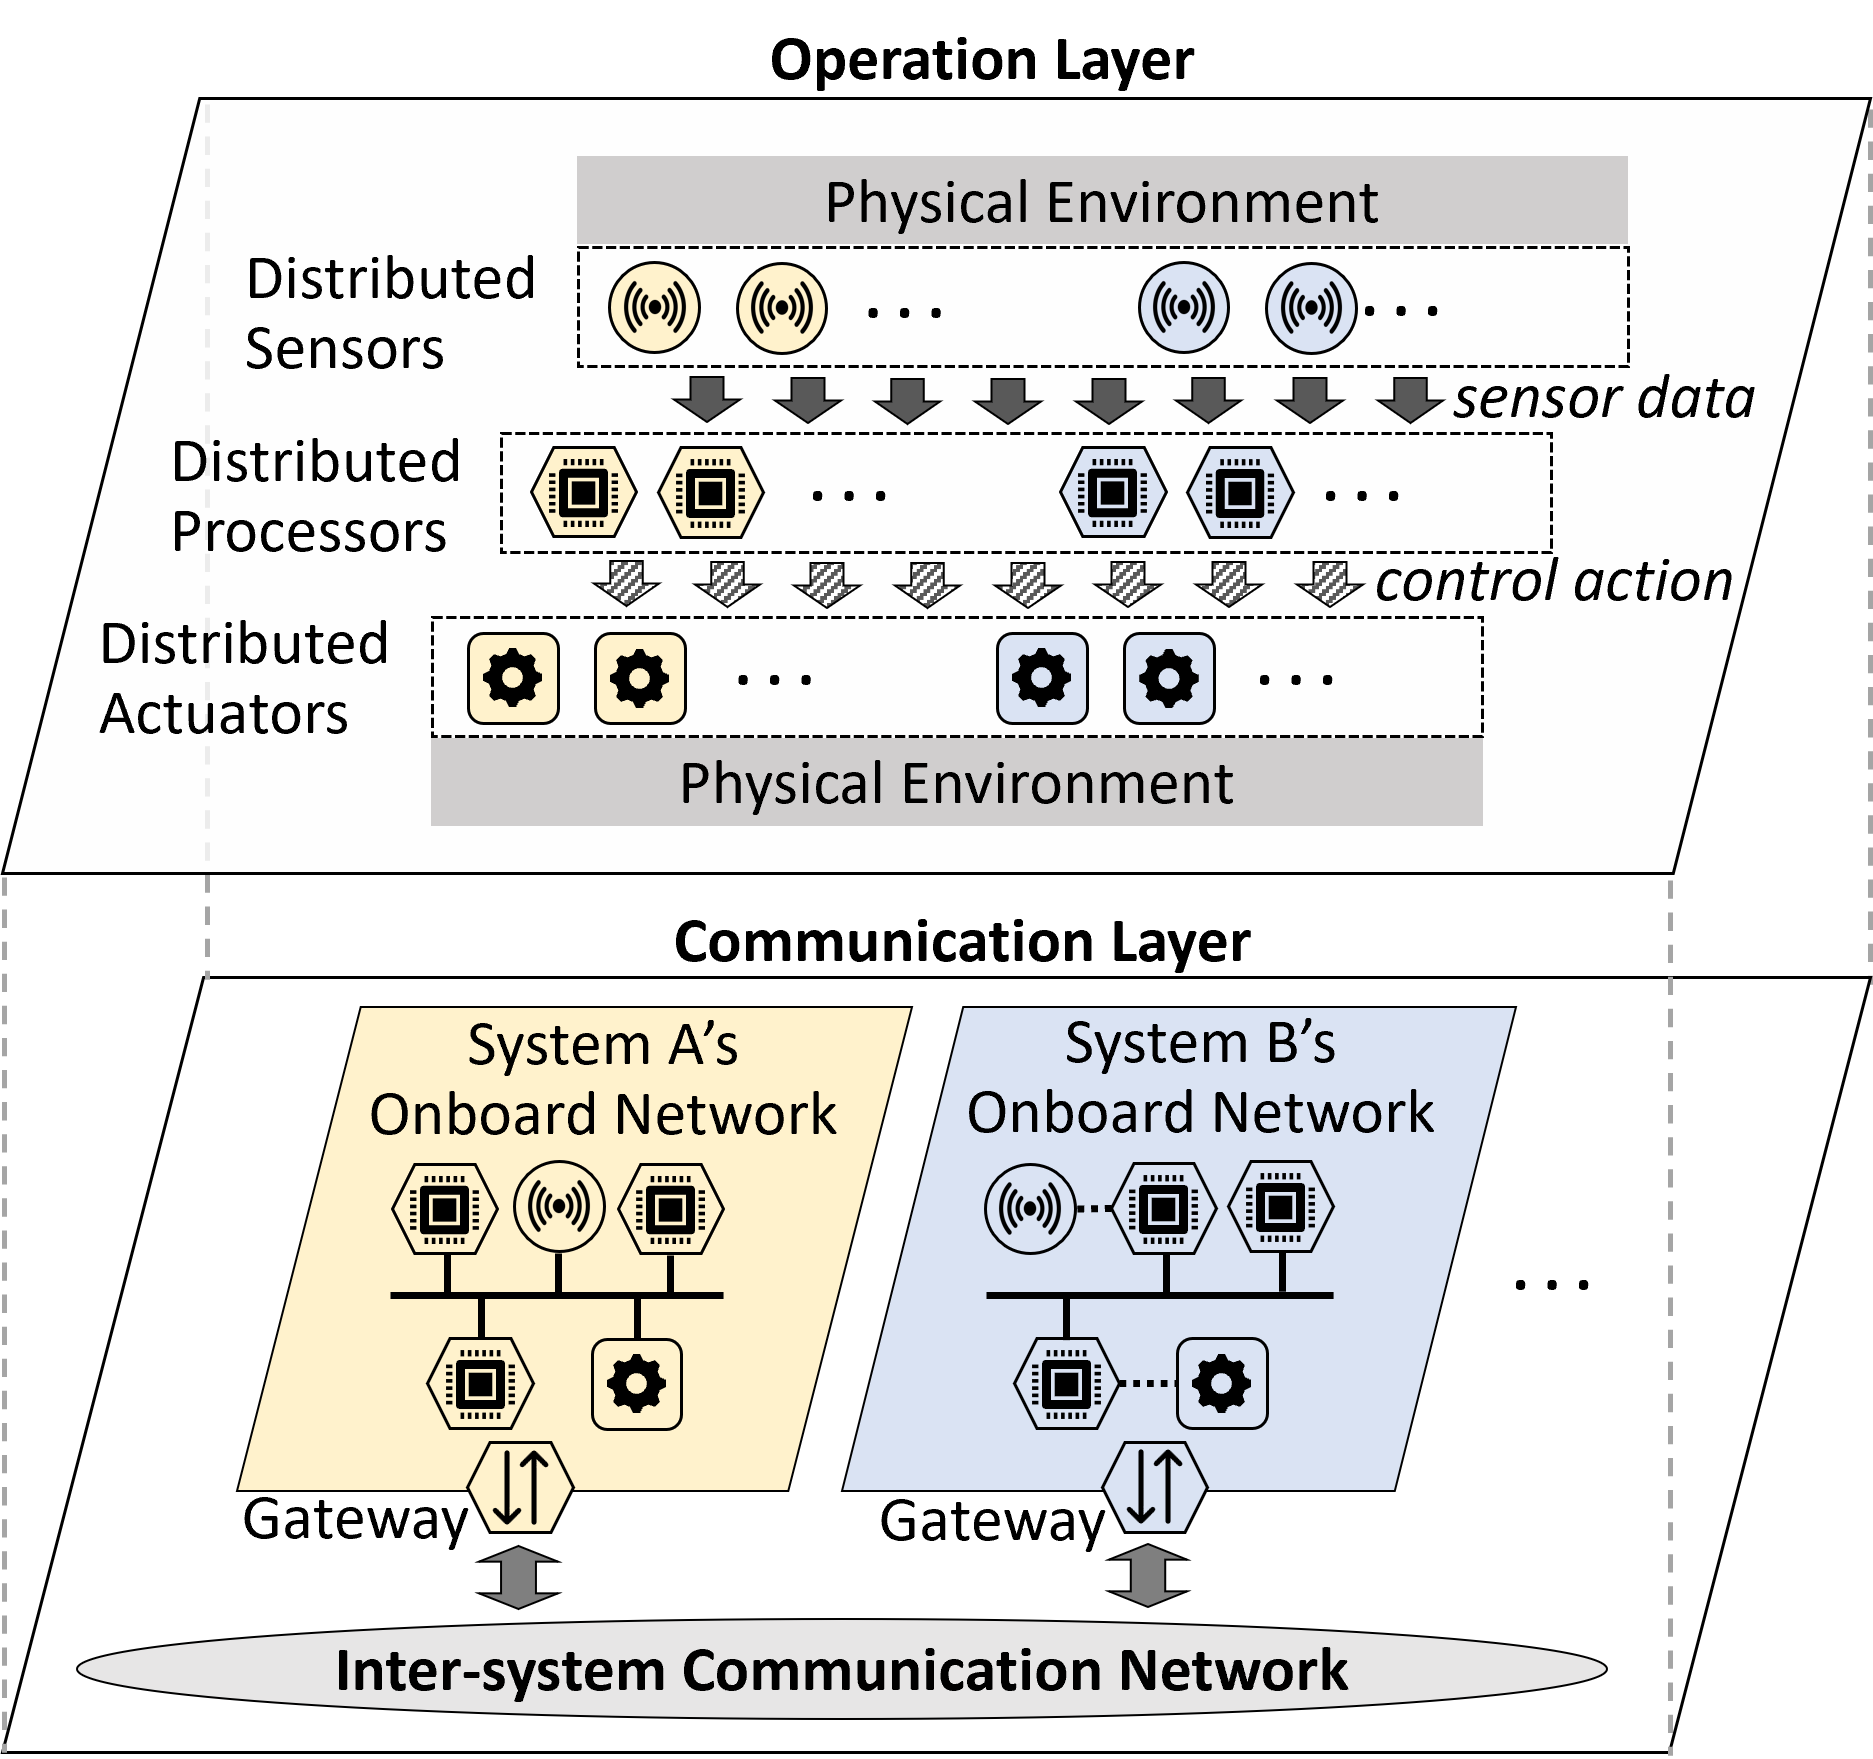 Operation Layer
Physical Environment
Distributed
Sensors
. . .
. . .
sensor data
Distributed
Processors
. . .
. . .
control action
Distributed
Actuators
. . .
. . .
Physical Environment
Communication Layer
System A’s
Onboard Network
System B’s
Onboard Network
. . .
Gateway
Gateway
Inter-system Communication Network